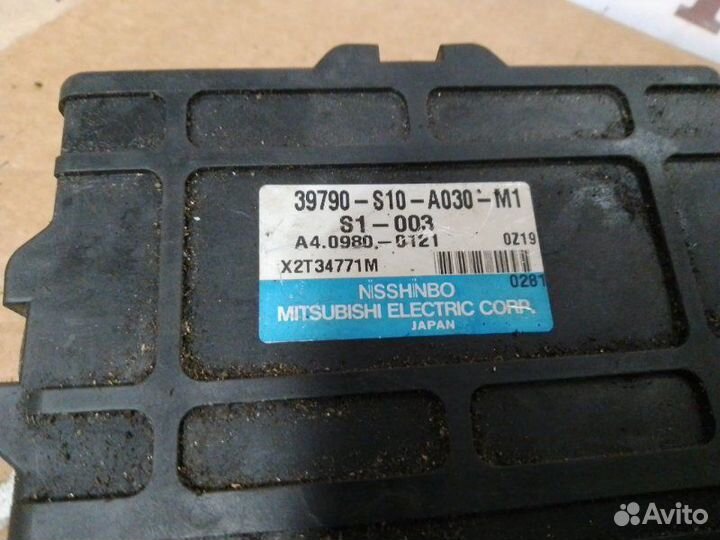 39790-S10-A030-M1
S1-003
A4.0980.-0121 0Z19
X2T34771M
0281
NISSHINBO
MITSUBISHI ELECTRIC CORP.
JAPAN
Avito